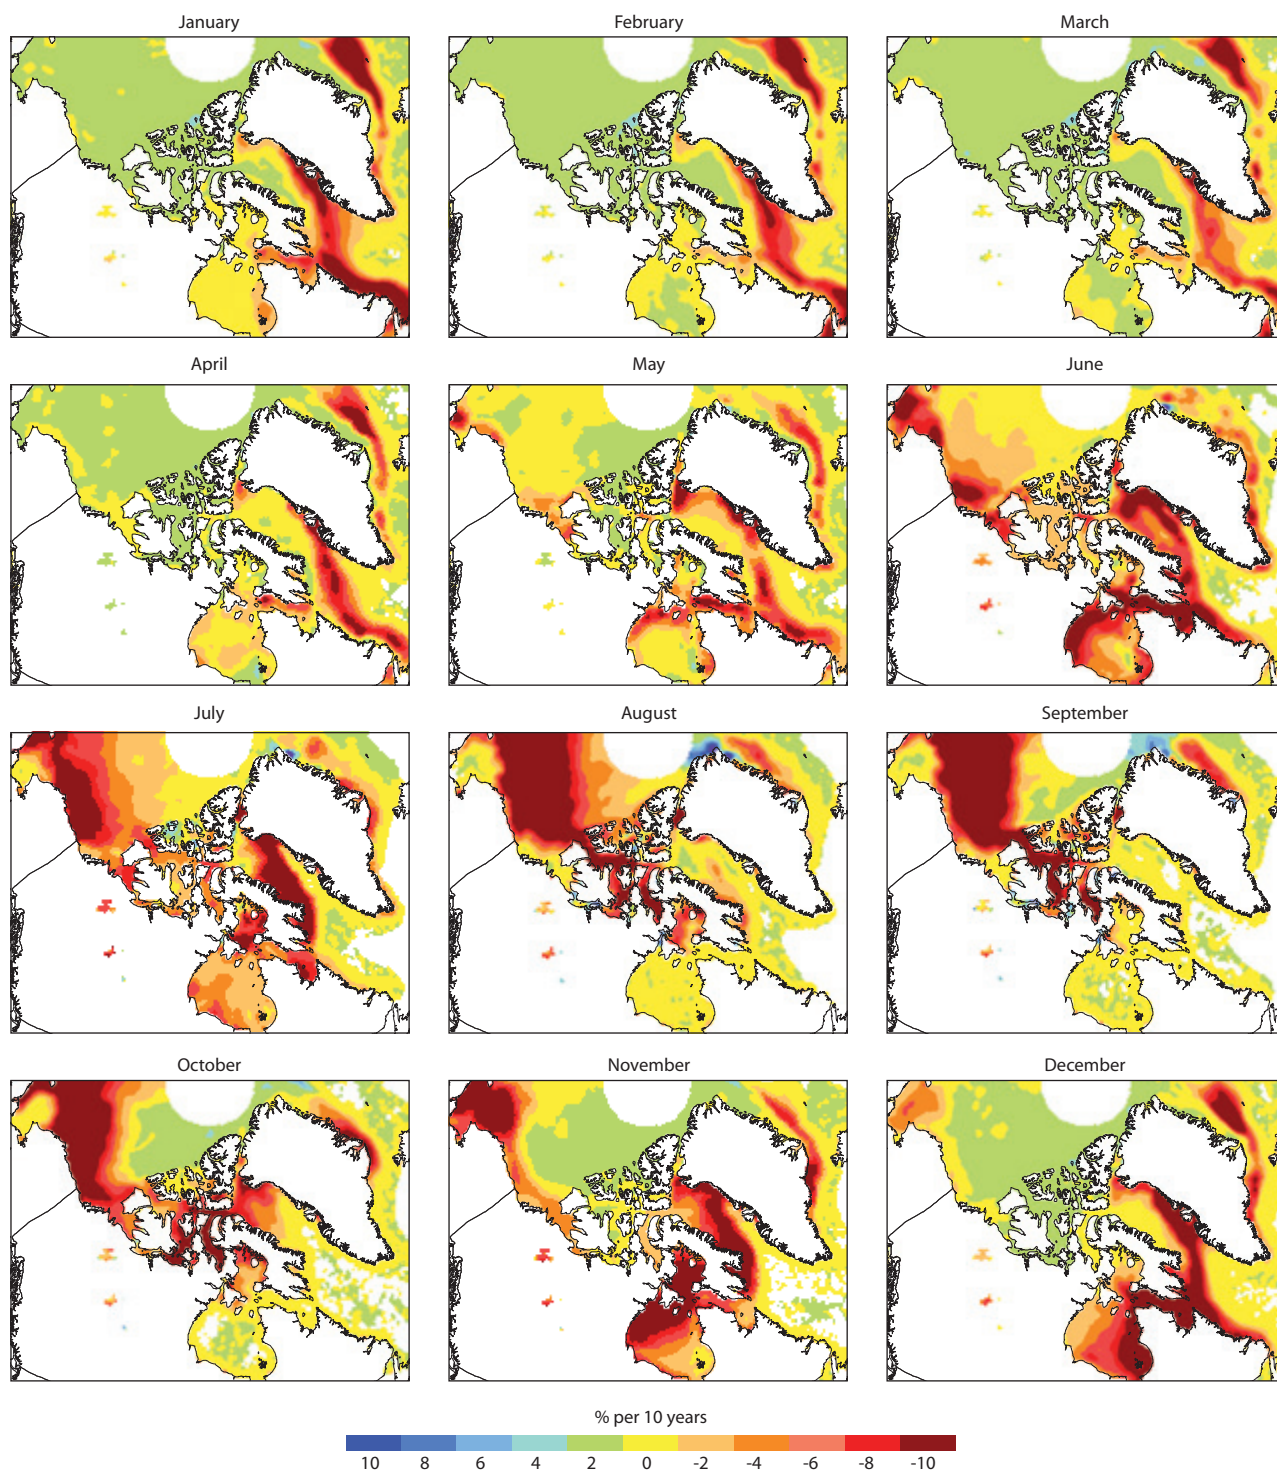 January February March
April May June
July August September
October November December
% per 10 years
10 8 6 4 2 0 -2 -4 -6 -8 -10